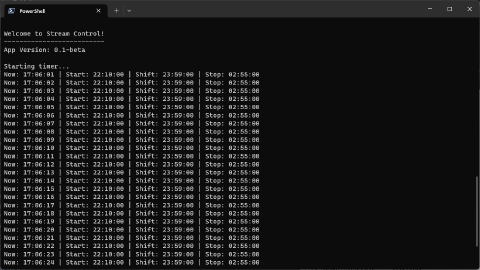 PowerShell
Welcome to Stream Control!
App Version: 0.1-beta
Starting timer...
Now: 17:06:01 | Start: 22:10:00 | Shift: 23:59:00 | Stop: 02:55:00
Now: 17:06:02 | Start: 22:10:00 | Shift: 23:59:00 | Stop: 02:55:00
Now: 17:06:03 | Start: 22:10:00 | Shift: 23:59:00 | Stop: 02:55:00
Now: 17:06:04 | Start: 22:10:00 | Shift: 23:59:00 | Stop: 02:55:00
Now: 17:06:05 | Start: 22:10:00 | Shift: 23:59:00 | Stop: 02:55:00
Now: 17:06:06 | Start: 22:10:00 | Shift: 23:59:00 | Stop: 02:55:00
Now: 17:06:07 | Start: 22:10:00 | Shift: 23:59:00 | Stop: 02:55:00
Now: 17:06:08 | Start: 22:10:00 | Shift: 23:59:00 | Stop: 02:55:00
Now: 17:06:09 | Start: 22:10:00 | Shift: 23:59:00 | Stop: 02:55:00
Now: 17:06:10 | Start: 22:10:00 | Shift: 23:59:00 | Stop: 02:55:00
Now: 17:06:11 | Start: 22:10:00 | Shift: 23:59:00 | Stop: 02:55:00
Now: 17:06:12 | Start: 22:10:00 | Shift: 23:59:00 | Stop: 02:55:00
Now: 17:06:13 | Start: 22:10:00 | Shift: 23:59:00 | Stop: 02:55:00
Now: 17:06:14 | Start: 22:10:00 | Shift: 23:59:00 | Stop: 02:55:00
Now: 17:06:15 | Start: 22:10:00 | Shift: 23:59:00 | Stop: 02:55:00
Now: 17:06:16 | Start: 22:10:00 | Shift: 23:59:00 | Stop: 02:55:00
Now: 17:06:17 | Start: 22:10:00 | Shift: 23:59:00 | Stop: 02:55:00
Now: 17:06:18 | Start: 22:10:00 | Shift: 23:59:00 | Stop: 02:55:00
Now: 17:06:19 | Start: 22:10:00 | Shift: 23:59:00 | Stop: 02:55:00
Now: 17:06:20 | Start: 22:10:00 | Shift: 23:59:00 | Stop: 02:55:00
Now: 17:06:21 | Start: 22:10:00 | Shift: 23:59:00 | Stop: 02:55:00
Now: 17:06:22 | Start: 22:10:00 | Shift: 23:59:00 | Stop: 02:55:00
Now: 17:06:23 | Start: 22:10:00 | Shift: 23:59:00 | Stop: 02:55:00
Now: 17:06:24 | Start: 22:10:00 | Shift: 23:59:00 | Stop: 02:55:00